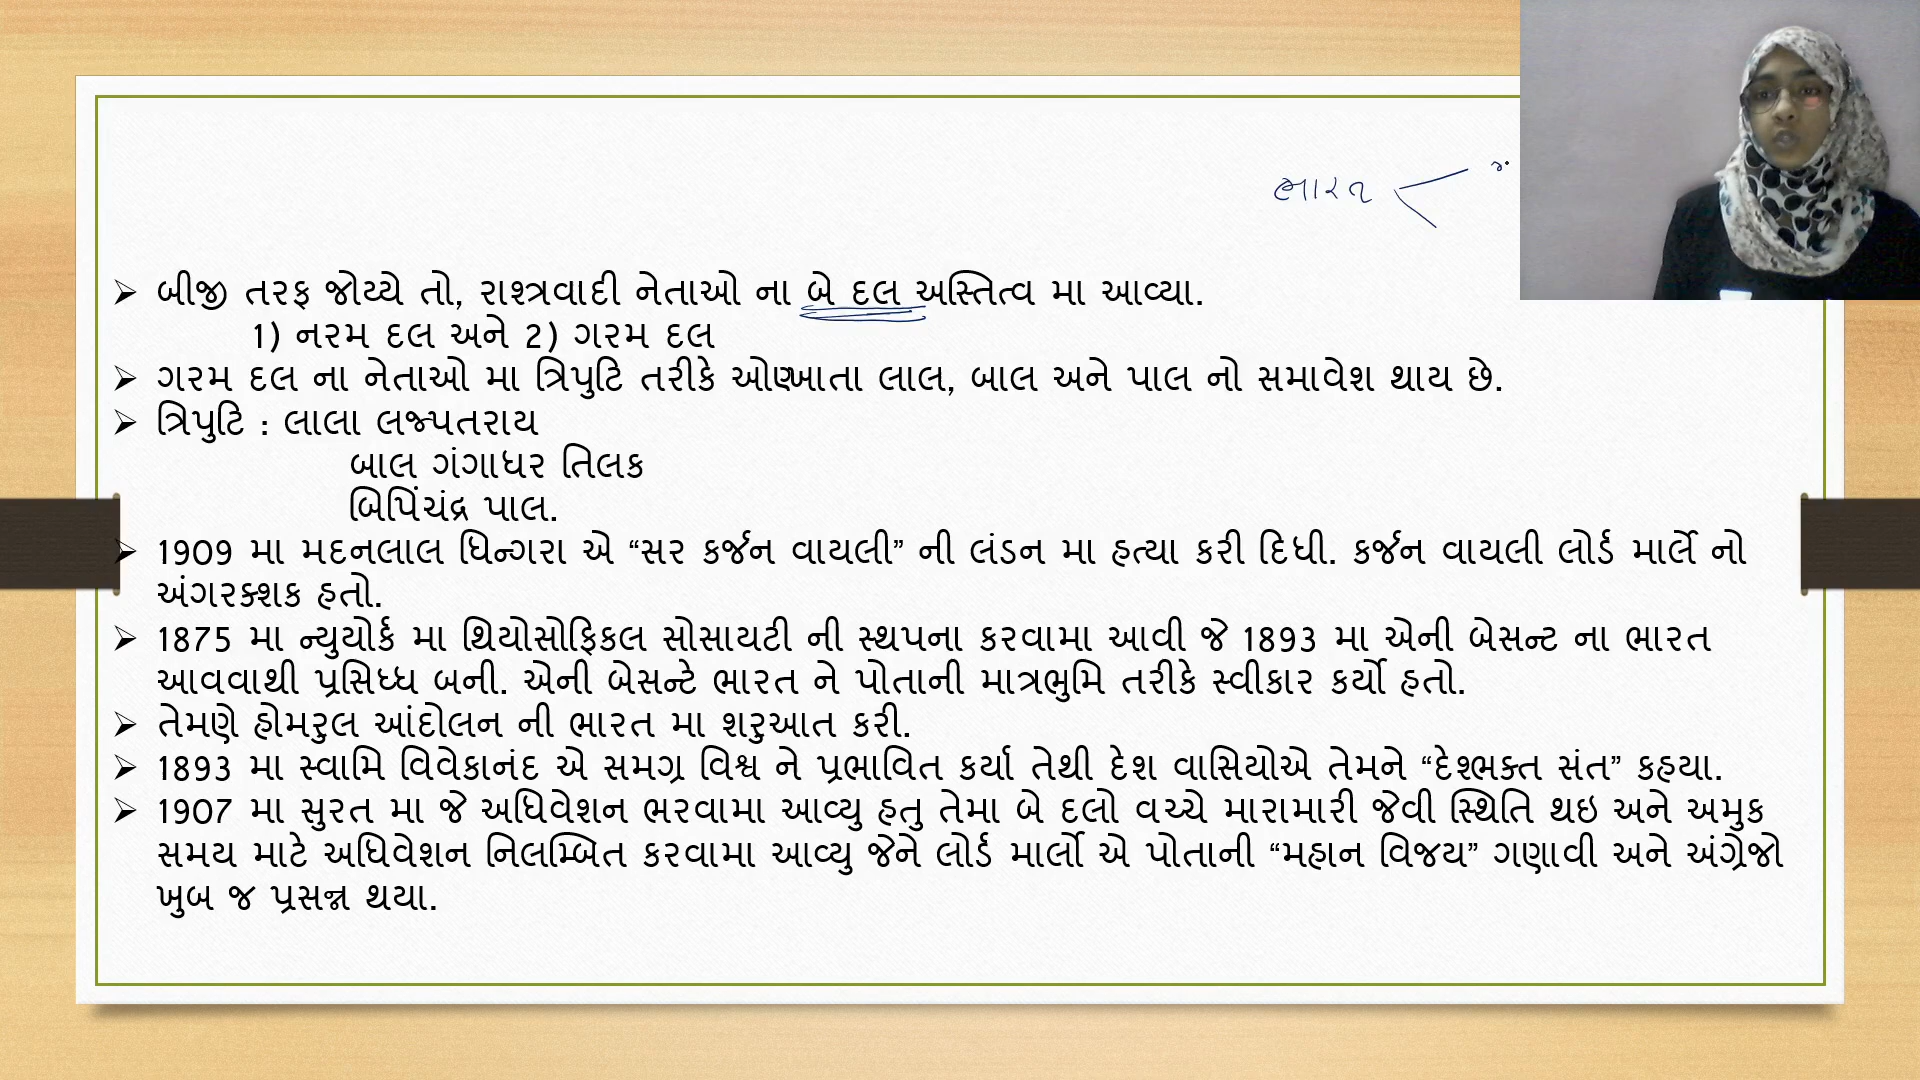 ભારત
➢ બીજી તરફ જોય્યે તો, રાશ્ત્રવાદી નેતાઓ ના બે દલ અસ્તિત્વ મા આવ્યા.
1) નરમ દલ અને 2) ગરમ દલ
➢ ગરમ દલ ના નેતાઓ મા ત્રિપુટિ તરીકે ઓળ્ખાતા લાલ, બાલ અને પાલ નો સમાવેશ થાય છે.
➢ ત્રિપુટિ : લાલા લજ્પતરાય
બાલ ગંગાધર તિલક
બિપિંચંદ્ર પાલ.
➢ 1909 મા મદનલાલ ધિન્ગરા એ “સર કર્જન વાયલી” ની લંડન મા હત્યા કરી દિધી. કર્જન વાયલી લોર્ડ માર્લે નો
અંગરક્શક હતો.
➢ 1875 મા ન્યુયોર્ક મા થિયોસોફિકલ સોસાયટી ની સ્થપના કરવામા આવી જે 1893 મા એની બેસન્ટ ના ભારત
આવવાથી પ્રસિધ્ધ બની. એની બેસન્ટે ભારત ને પોતાની માત્રભુમિ તરીકે સ્વીકાર કર્યો હતો.
➢ તેમણે હોમરુલ આંદોલન ની ભારત મા શરુઆત કરી.
➢ 1893 મા સ્વામિ વિવેકાનંદ એ સમગ્ર વિશ્વ ને પ્રભાવિત કર્યા તેથી દેશ વાસિયોએ તેમને “દેશ્ભક્ત સંત” કહયા.
➢ 1907 મા સુરત મા જે અધિવેશન ભરવામા આવ્યુ હતુ તેમા બે દલો વચ્ચે મારામારી જેવી સ્થિતિ થઇ અને અમુક
સમય માટે અધિવેશન નિલમ્બિત કરવામા આવ્યુ જેને લોર્ડ માર્લો એ પોતાની “મહાન વિજય” ગણાવી અને અંગ્રેજો
ખુબ જ પ્રસન્ન થયા.